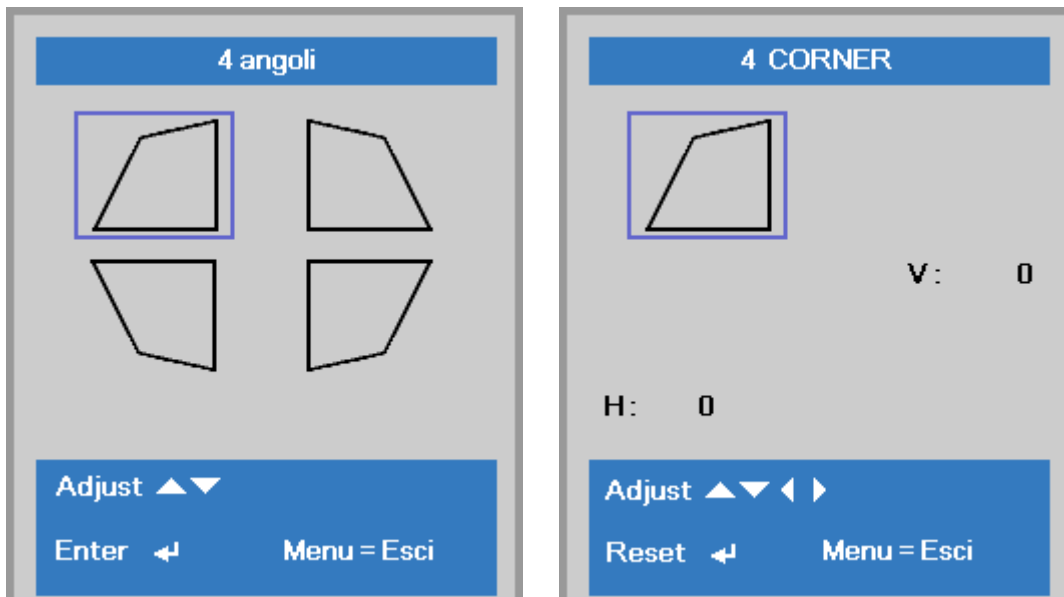 4 angoli
Adjust ▲▼
Enter ↲ Menu = Esci
4 CORNER
V: 0
H: 0
Adjust ▲▼◀▶
Reset ↲ Menu = Esci